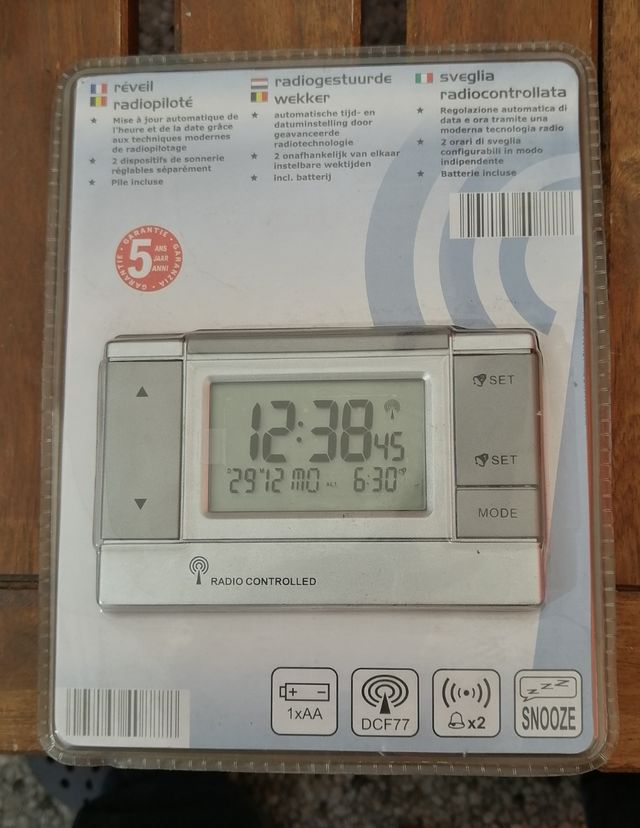 réveil
radiopiloté
★ Mise à jour automatique de
l'heure et de la date grâce
aux techniques modernes
de radiopilotage
★ 2 dispositifs de sonnerie
réglables séparément
★ Pile incluse
radiogestuurde
wekker
★ automatische tijd- en
datuminstelling door
geavanceerde
radiotechnologie
★ 2 onafhankelijk van elkaar
instelbare wektijden
★ incl. batterij
sveglia
radiocontrollata
★ Regolazione automatica di
data e ora tramite una
moderna tecnologia radio
★ 2 orari di sveglia
configurabili in modo
indipendente
★ Batterie incluse
GARANTIE • GARANZIA • GARANTIE
5 ANS
JAAR
ANNI
12:38 45
29 12 MO 6:30
SET
SET
MODE
RADIO CONTROLLED
1xAA
DCF77
x2
zzz
SNOOZE